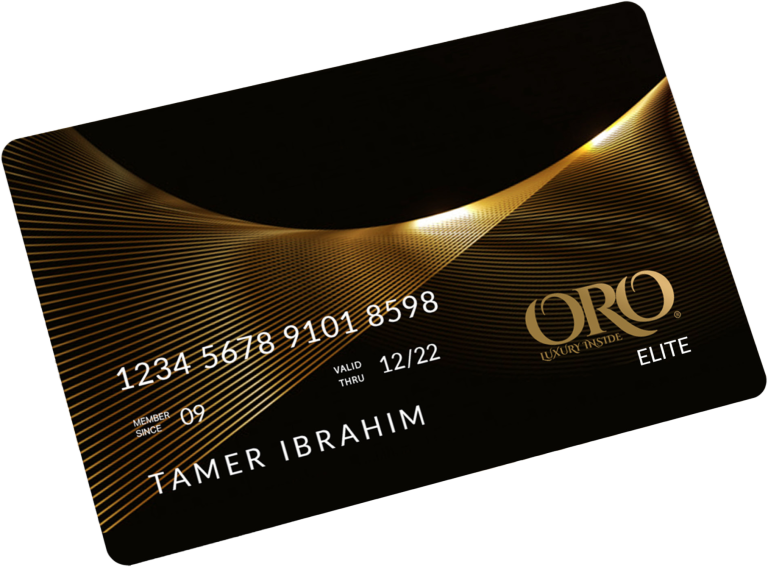 1234 5678 9101 8598
VALID
THRU
12/22
MEMBER
SINCE
09
TAMER IBRAHIM
ORO
®
LUXURY INSIDE
ELITE